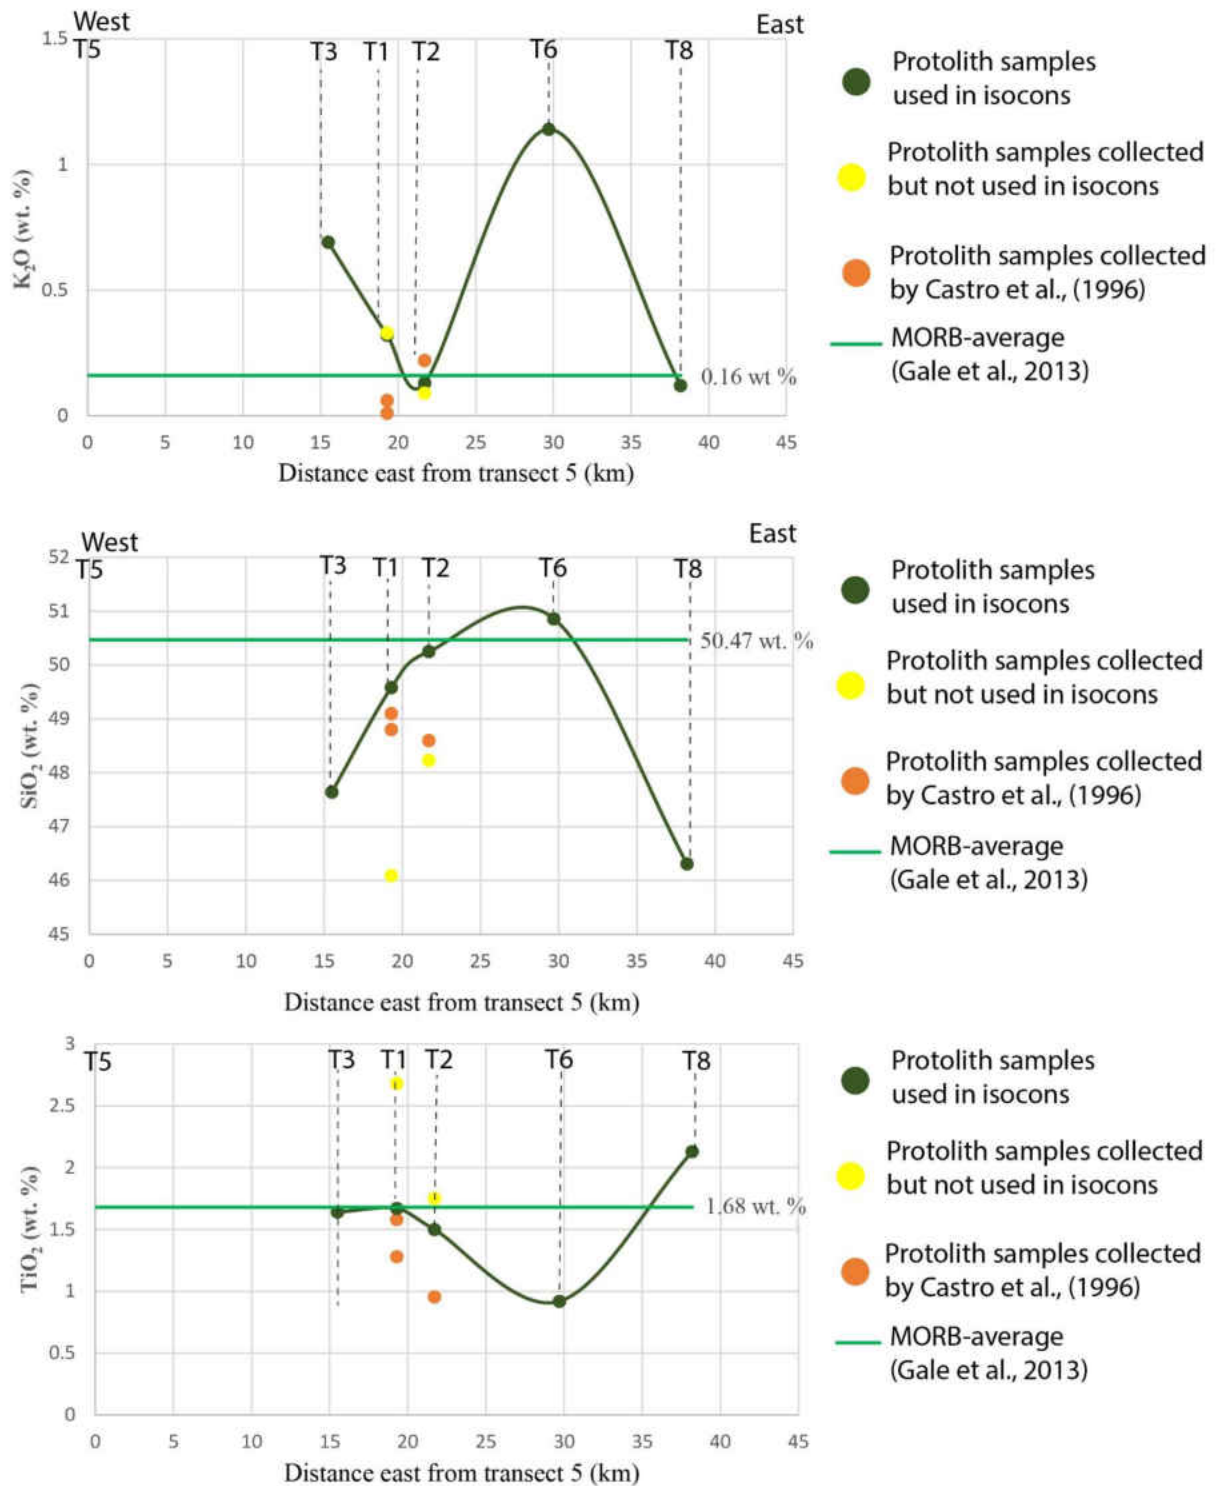 West
East
1.5
T5
T3
T1
T2
T6
T8
1
0.5
0
K₂O (wt. %)
0.16 wt %
0 5 10 15 20 25 30 35 40 45
Distance east from transect 5 (km)
Protolith samples
used in isocons
Protolith samples collected
but not used in isocons
Protolith samples collected
by Castro et al., (1996)
MORB-average
(Gale et al., 2013)
West
East
52
T5
T3
T1
T2
T6
T8
51
50
49
48
47
46
45
SiO₂ (wt. %)
50.47 wt. %
0 5 10 15 20 25 30 35 40 45
Distance east from transect 5 (km)
Protolith samples
used in isocons
Protolith samples collected
but not used in isocons
Protolith samples collected
by Castro et al., (1996)
MORB-average
(Gale et al., 2013)
3
T5
T3
T1
T2
T6
T8
2.5
2
1.5
1
0.5
0
TiO₂ (wt. %)
1.68 wt. %
0 5 10 15 20 25 30 35 40 45
Distance east from transect 5 (km)
Protolith samples
used in isocons
Protolith samples collected
but not used in isocons
Protolith samples collected
by Castro et al., (1996)
MORB-average
(Gale et al., 2013)